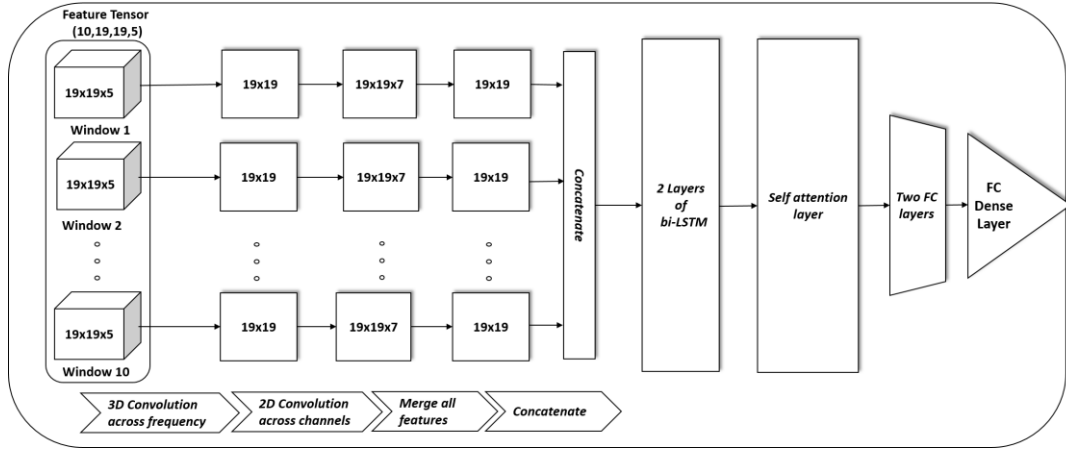 Feature Tensor
(10,19,19,5)
19x19x5
19x19
19x19x7
19x19
Window 1
19x19x5
19x19
19x19x7
19x19
Window 2
19x19x5
19x19
19x19x7
19x19
Window 10
Concatenate
2 Layers
of
bi-LSTM
Self attention
layer
Two FC
layers
FC
Dense
Layer
3D Convolution
across frequency
2D Convolution
across channels
Merge all
features
Concatenate